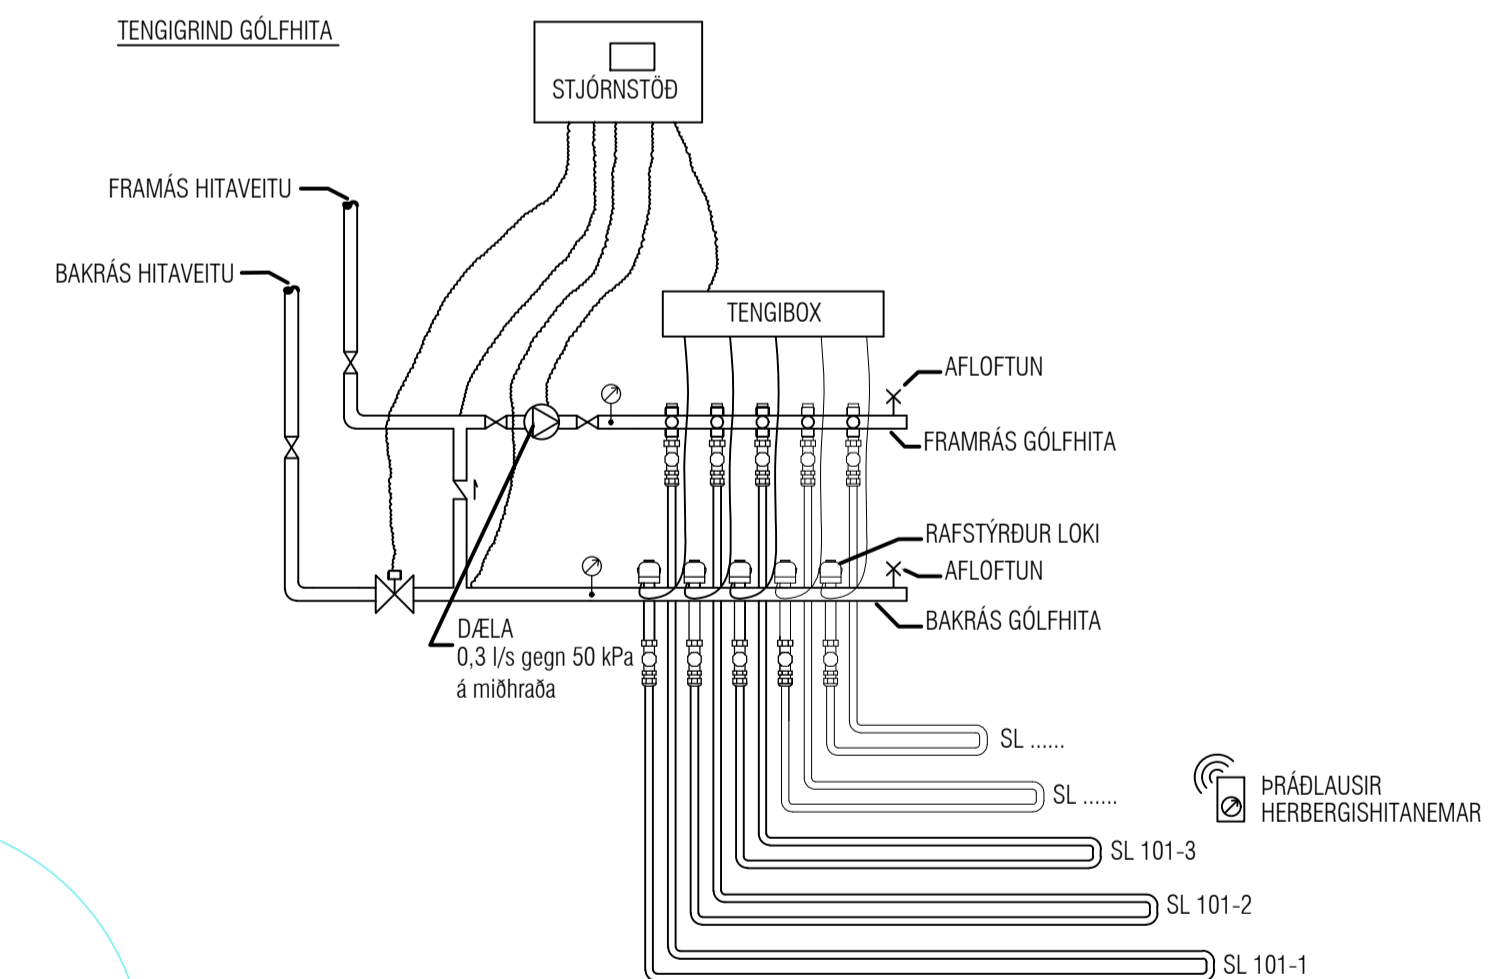 TENGIGRIND GÓLFHITA
STJÓRNSTÖÐ
FRAMÁS HITAVEITU
BAKRÁS HITAVEITU
TENGIBOX
AFLOFTUN
FRAMRÁS GÓLFHITA
RAFSTÝRÐUR LOKI
AFLOFTUN
BAKRÁS GÓLFHITA
DÆLA
0,3 l/s gegn 50 kPa
á miðhraða
SL ......
SL ......
ÞRÁÐLAUSIR
HERBERGISHITANEMAR
SL 101-3
SL 101-2
SL 101-1